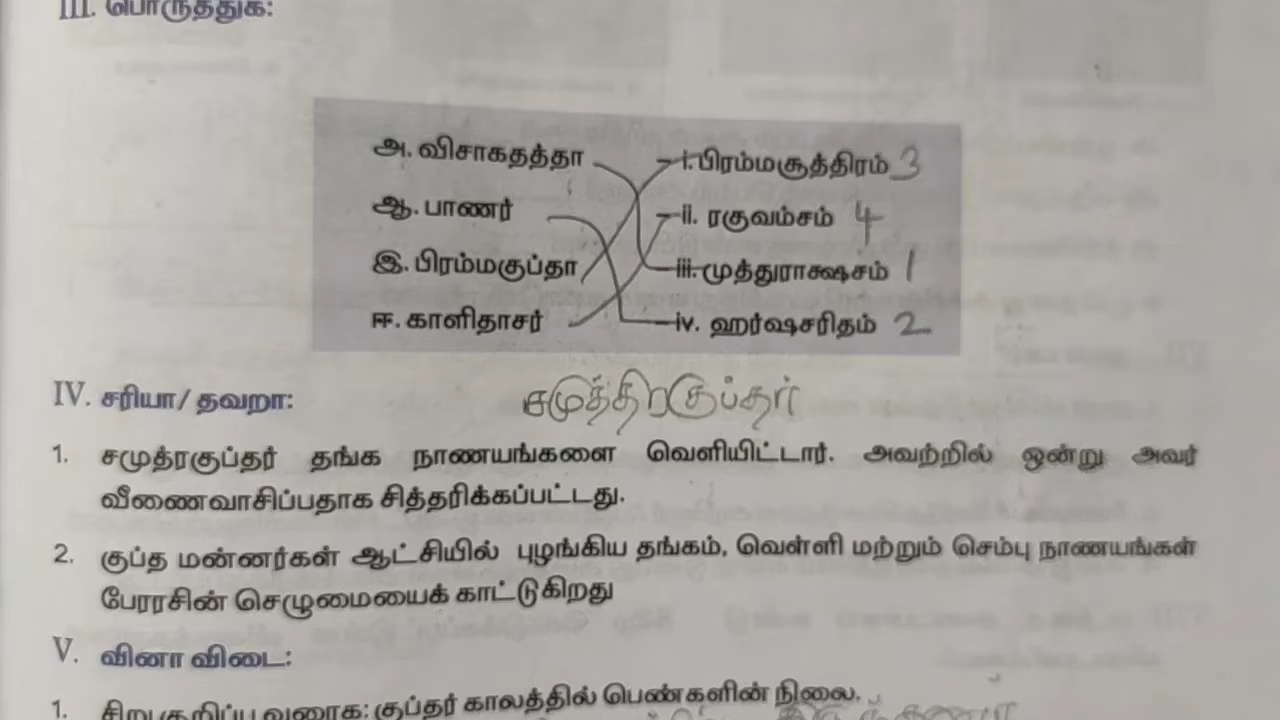 III. பொருத்துக:
அ. விசாகதத்தா i. பிரம்மசூத்திரம் 3
ஆ. பாணர் ii. ரகுவம்சம் 4
இ. பிரம்மகுப்தா iii. முத்துராக்ஷசம் 1
ஈ. காளிதாசர் iv. ஹர்ஷசரிதம் 2
IV. சரியா/ தவறா: சமுத்திரகுப்தர்
1. சமுத்ரகுப்தர் தங்க நாணயங்களை வெளியிட்டார். அவற்றில் ஒன்று அவர்
வீணைவாசிப்பதாக சித்தரிக்கப்பட்டது.
2. குப்த மன்னர்கள் ஆட்சியில் புழங்கிய தங்கம், வெள்ளி மற்றும் செம்பு நாணயங்கள்
பேரரசின் செழுமையைக் காட்டுகிறது
V. வினா விடை:
1. சிறுகுறிப்பு வரைக: குப்தர் காலத்தில் பெண்களின் நிலை.